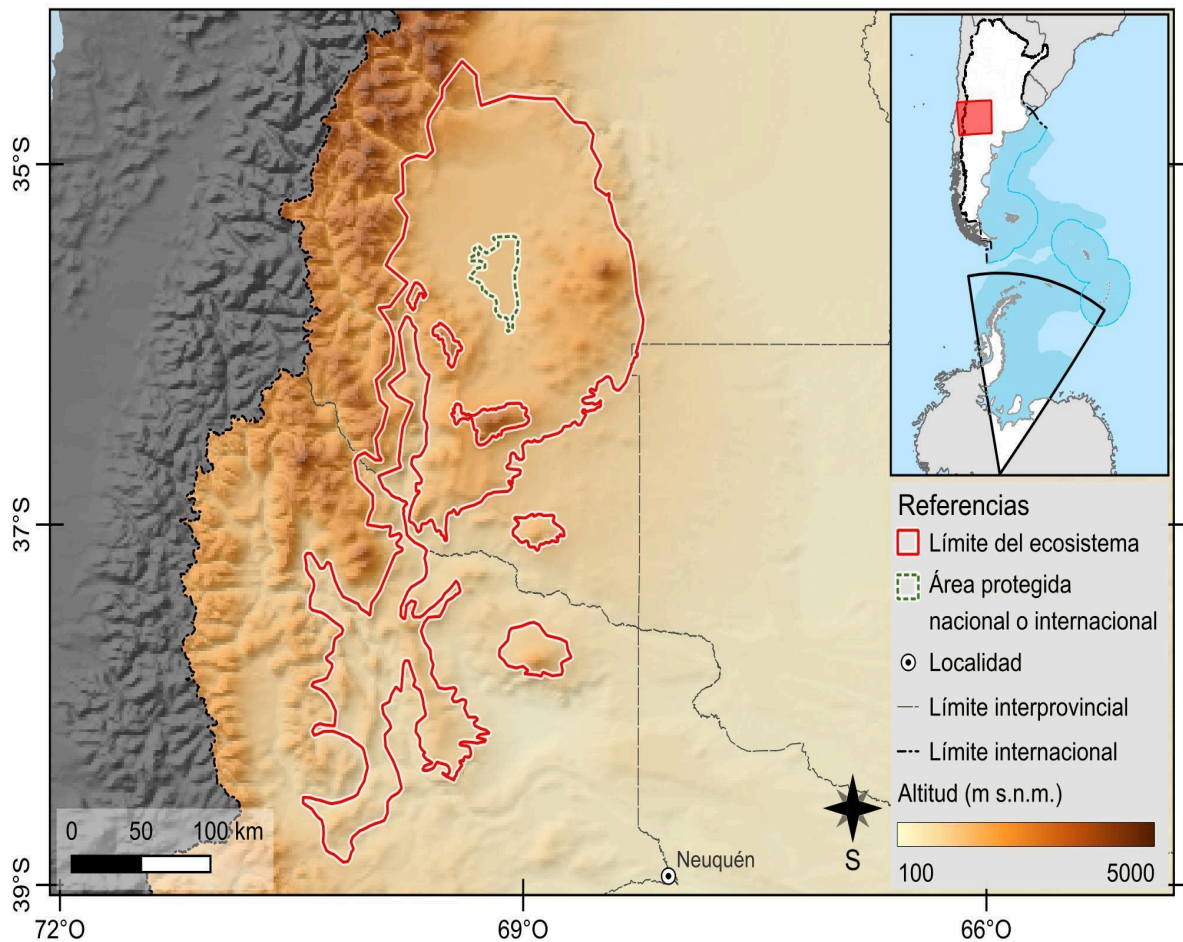 35°S
37°S
39°S
72°O
69°O
66°O
0 50 100 km
Neuquén
S
Referencias
Límite del ecosistema
Área protegida
nacional o internacional
Localidad
Límite interprovincial
Límite internacional
Altitud (m s.n.m.)
100 5000